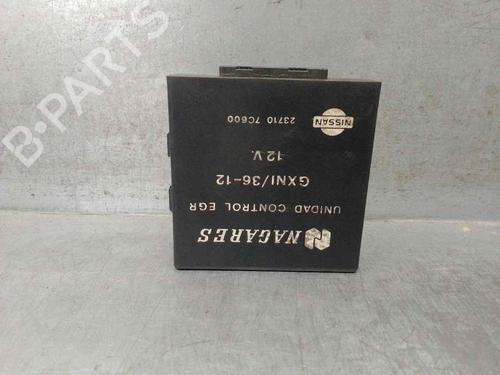 NAGARES
UNIDAD CONTROL EGR
GXNI/36-12
12 V.
23710 7C600
NISSAN
B-PARTS